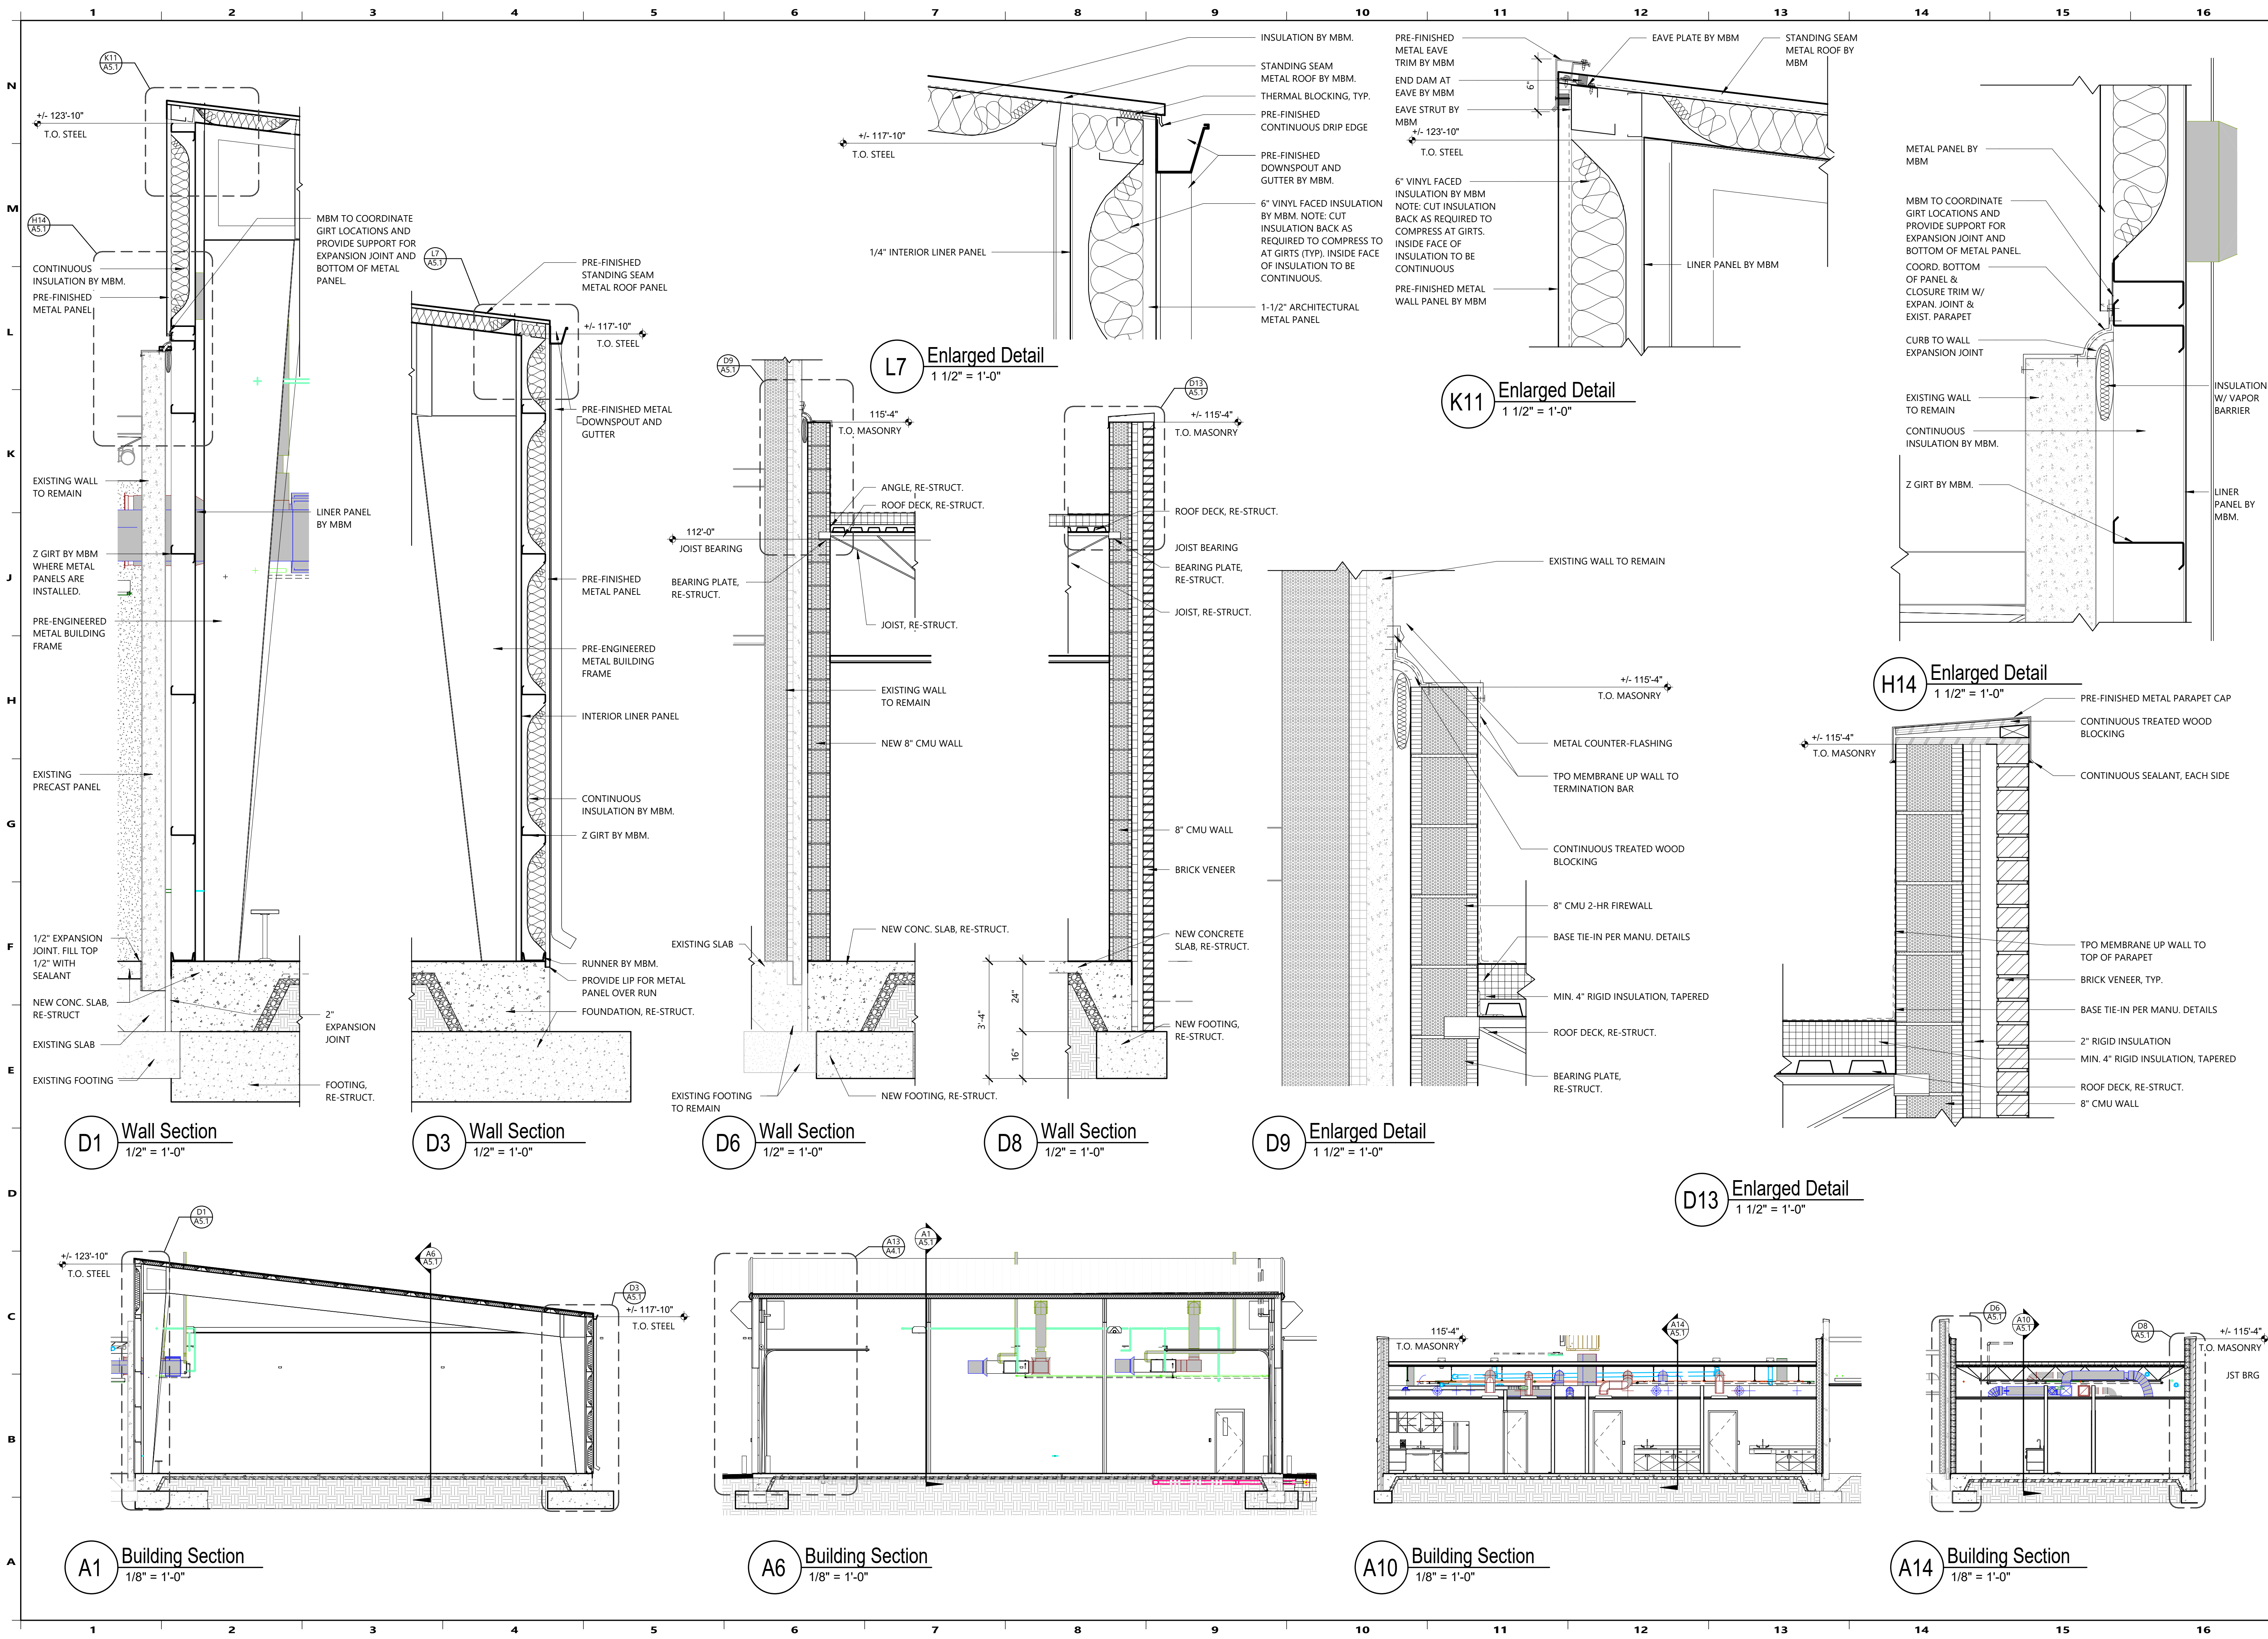 1 2 3 4 5 6 7 8 9 10 11 12 13 14 15 16
N
M
L
K
J
H
G
F
E
D
C
B
A
K11
A5.1
+/- 123'-10"
T.O. STEEL
H14
A5.1
CONTINUOUS
INSULATION BY MBM.
PRE-FINISHED
METAL PANEL
MBM TO COORDINATE
GIRT LOCATIONS AND
PROVIDE SUPPORT FOR
EXPANSION JOINT AND
BOTTOM OF METAL
PANEL.
EXISTING WALL
TO REMAIN
LINER PANEL
BY MBM
Z GIRT BY MBM
WHERE METAL
PANELS ARE
INSTALLED.
PRE-ENGINEERED
METAL BUILDING
FRAME
EXISTING
PRECAST PANEL
1/2" EXPANSION
JOINT. FILL TOP
1/2" WITH
SEALANT
NEW CONC. SLAB,
RE-STRUCT
EXISTING SLAB
EXISTING FOOTING
2"
EXPANSION
JOINT
FOOTING,
RE-STRUCT.
D1
Wall Section
1/2" = 1'-0"
L7
A5.1
PRE-FINISHED
STANDING SEAM
METAL ROOF PANEL
+/- 117'-10"
T.O. STEEL
PRE-FINISHED METAL
DOWNSPOUT AND
GUTTER
PRE-FINISHED
METAL PANEL
PRE-ENGINEERED
METAL BUILDING
FRAME
INTERIOR LINER PANEL
CONTINUOUS
INSULATION BY MBM.
Z GIRT BY MBM.
RUNNER BY MBM.
PROVIDE LIP FOR METAL
PANEL OVER RUN
FOUNDATION, RE-STRUCT.
D3
Wall Section
1/2" = 1'-0"
D9
A5.1
115'-4"
T.O. MASONRY
ANGLE, RE-STRUCT.
ROOF DECK, RE-STRUCT.
112'-0"
JOIST BEARING
BEARING PLATE,
RE-STRUCT.
JOIST, RE-STRUCT.
EXISTING WALL
TO REMAIN
NEW 8" CMU WALL
EXISTING SLAB
NEW CONC. SLAB, RE-STRUCT.
EXISTING FOOTING
TO REMAIN
NEW FOOTING, RE-STRUCT.
D6
Wall Section
1/2" = 1'-0"
D13
A5.1
+/- 115'-4"
T.O. MASONRY
ROOF DECK, RE-STRUCT.
JOIST BEARING
BEARING PLATE,
RE-STRUCT.
JOIST, RE-STRUCT.
8" CMU WALL
BRICK VENEER
NEW CONCRETE
SLAB, RE-STRUCT.
24"
3'-4"
16"
NEW FOOTING,
RE-STRUCT.
D8
Wall Section
1/2" = 1'-0"
INSULATION BY MBM.
STANDING SEAM
METAL ROOF BY MBM.
THERMAL BLOCKING, TYP.
PRE-FINISHED
CONTINUOUS DRIP EDGE
+/- 117'-10"
T.O. STEEL
PRE-FINISHED
DOWNSPOUT AND
GUTTER BY MBM.
6" VINYL FACED INSULATION
BY MBM. NOTE: CUT
INSULATION BACK AS
REQUIRED TO COMPRESS TO
AT GIRTS (TYP). INSIDE FACE
OF INSULATION TO BE
CONTINUOUS.
1/4" INTERIOR LINER PANEL
1-1/2" ARCHITECTURAL
METAL PANEL
L7
Enlarged Detail
1 1/2" = 1'-0"
PRE-FINISHED
METAL EAVE
TRIM BY MBM
END DAM AT
EAVE BY MBM
EAVE STRUT BY
MBM
6"
EAVE PLATE BY MBM
STANDING SEAM
METAL ROOF BY
MBM
+/- 123'-10"
T.O. STEEL
6" VINYL FACED
INSULATION BY MBM
NOTE: CUT INSULATION
BACK AS REQUIRED TO
COMPRESS AT GIRTS.
INSIDE FACE OF
INSULATION TO BE
CONTINUOUS
LINER PANEL BY MBM
PRE-FINISHED METAL
WALL PANEL BY MBM
K11
Enlarged Detail
1 1/2" = 1'-0"
METAL PANEL BY
MBM
MBM TO COORDINATE
GIRT LOCATIONS AND
PROVIDE SUPPORT FOR
EXPANSION JOINT AND
BOTTOM OF METAL PANEL.
COORD. BOTTOM
OF PANEL &
CLOSURE TRIM W/
EXPAN. JOINT &
EXIST. PARAPET
CURB TO WALL
EXPANSION JOINT
EXISTING WALL
TO REMAIN
CONTINUOUS
INSULATION BY MBM.
INSULATION
W/ VAPOR
BARRIER
Z GIRT BY MBM.
LINER
PANEL BY
MBM.
H14
Enlarged Detail
1 1/2" = 1'-0"
EXISTING WALL TO REMAIN
+/- 115'-4"
T.O. MASONRY
METAL COUNTER-FLASHING
TPO MEMBRANE UP WALL TO
TERMINATION BAR
CONTINUOUS TREATED WOOD
BLOCKING
8" CMU 2-HR FIREWALL
BASE TIE-IN PER MANU. DETAILS
MIN. 4" RIGID INSULATION, TAPERED
ROOF DECK, RE-STRUCT.
BEARING PLATE,
RE-STRUCT.
D9
Enlarged Detail
1 1/2" = 1'-0"
PRE-FINISHED METAL PARAPET CAP
CONTINUOUS TREATED WOOD
BLOCKING
+/- 115'-4"
T.O. MASONRY
CONTINUOUS SEALANT, EACH SIDE
TPO MEMBRANE UP WALL TO
TOP OF PARAPET
BRICK VENEER, TYP.
BASE TIE-IN PER MANU. DETAILS
2" RIGID INSULATION
MIN. 4" RIGID INSULATION, TAPERED
ROOF DECK, RE-STRUCT.
8" CMU WALL
D13
Enlarged Detail
1 1/2" = 1'-0"
D1
A5.1
+/- 123'-10"
T.O. STEEL
A6
A5.1
D3
A5.1
+/- 117'-10"
T.O. STEEL
A1
Building Section
1/8" = 1'-0"
A1
A5.1
A13
A4.1
A6
Building Section
1/8" = 1'-0"
115'-4"
T.O. MASONRY
A14
A5.1
A10
Building Section
1/8" = 1'-0"
D6
A5.1
A10
A5.1
D8
A5.1
+/- 115'-4"
T.O. MASONRY
JST BRG
A14
Building Section
1/8" = 1'-0"
1 2 3 4 5 6 7 8 9 10 11 12 13 14 15 16